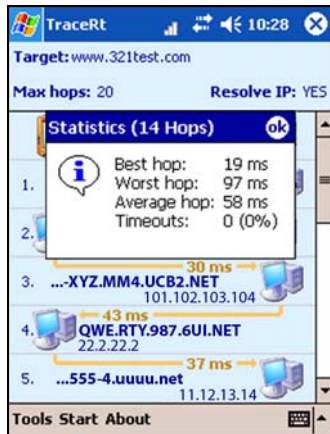 TraceRt 10:28
Target: www.321test.com
Max hops: 20 Resolve IP: YES
Statistics (14 Hops) ok
Best hop: 19 ms
Worst hop: 97 ms
Average hop: 58 ms
Timeouts: 0 (0%)
1.
2.
30 ms
3. ...-XYZ.MM4.UCB2.NET
101.102.103.104
43 ms
4. QWE.RTY.987.6UI.NET
22.2.22.2
37 ms
5. ...555-4.uuuu.net
11.12.13.14
Tools Start About